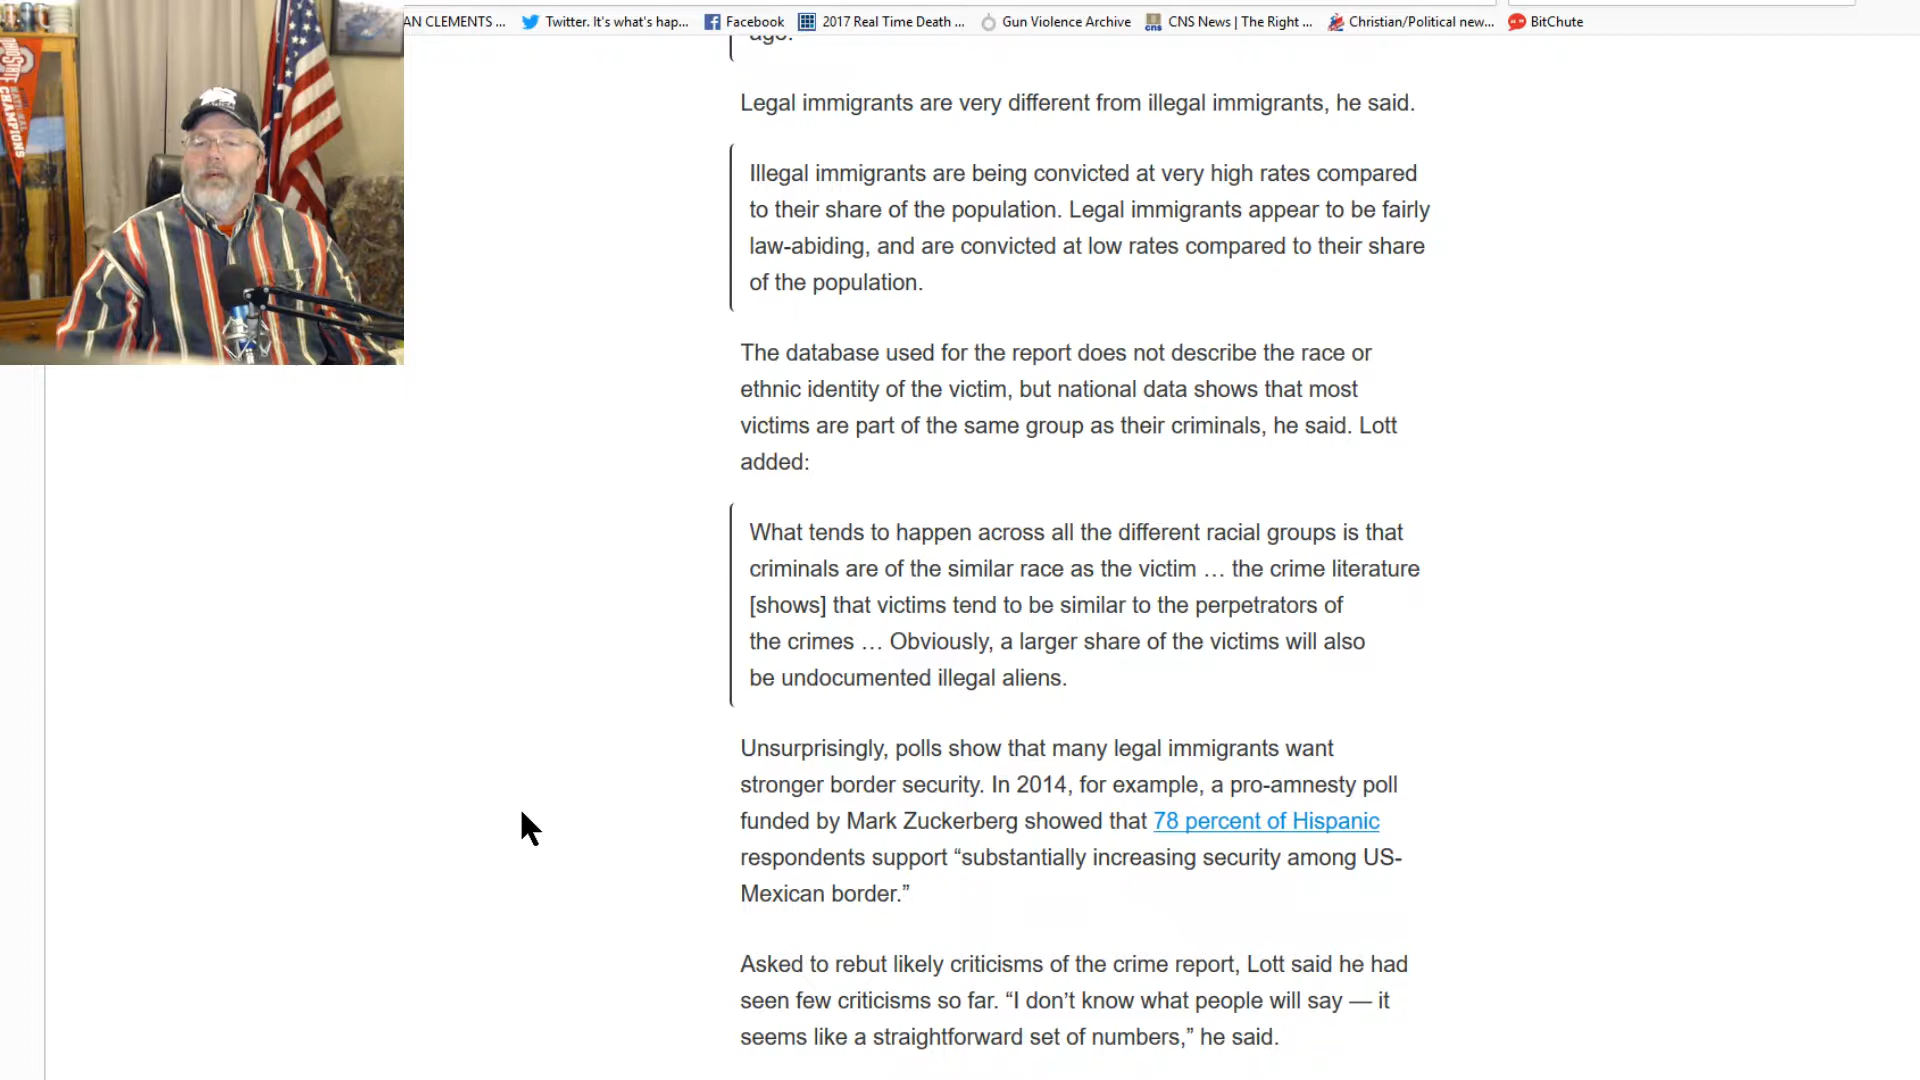 AN CLEMENTS ...
Twitter. It's what's hap...
Facebook
2017 Real Time Death ...
Gun Violence Archive
CNS News | The Right ...
Christian/Political new...
BitChute
OHIO STATE
NATIONAL
CHAMPIONS
ago.
Legal immigrants are very different from illegal immigrants, he said.
Illegal immigrants are being convicted at very high rates compared
to their share of the population. Legal immigrants appear to be fairly
law-abiding, and are convicted at low rates compared to their share
of the population.
The database used for the report does not describe the race or
ethnic identity of the victim, but national data shows that most
victims are part of the same group as their criminals, he said. Lott
added:
What tends to happen across all the different racial groups is that
criminals are of the similar race as the victim … the crime literature
[shows] that victims tend to be similar to the perpetrators of
the crimes … Obviously, a larger share of the victims will also
be undocumented illegal aliens.
Unsurprisingly, polls show that many legal immigrants want
stronger border security. In 2014, for example, a pro-amnesty poll
funded by Mark Zuckerberg showed that 78 percent of Hispanic
respondents support “substantially increasing security among US-
Mexican border.”
Asked to rebut likely criticisms of the crime report, Lott said he had
seen few criticisms so far. “I don’t know what people will say — it
seems like a straightforward set of numbers,” he said.